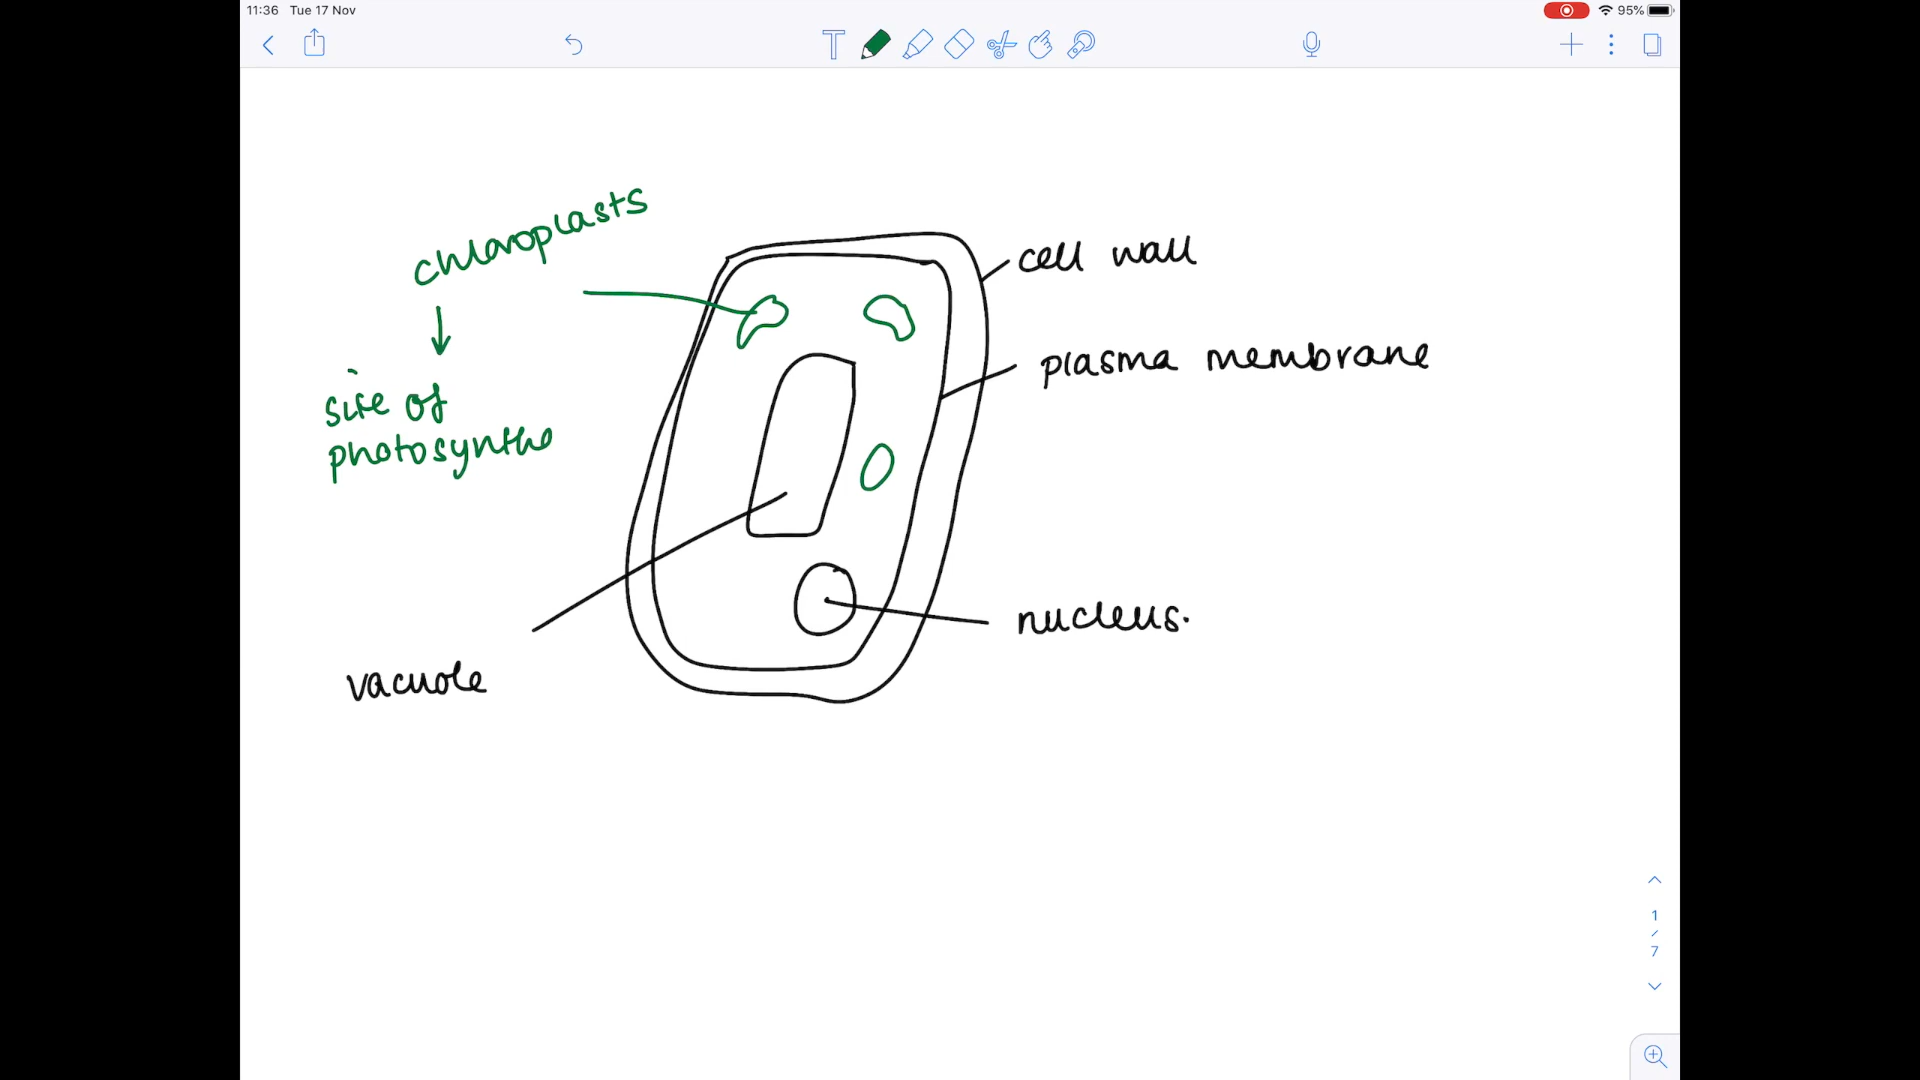 11:36 Tue 17 Nov
95%
T
chloroplasts
cell wall
plasma membrane
site of
photosynthe
nucleus.
vacuole
1
/
7